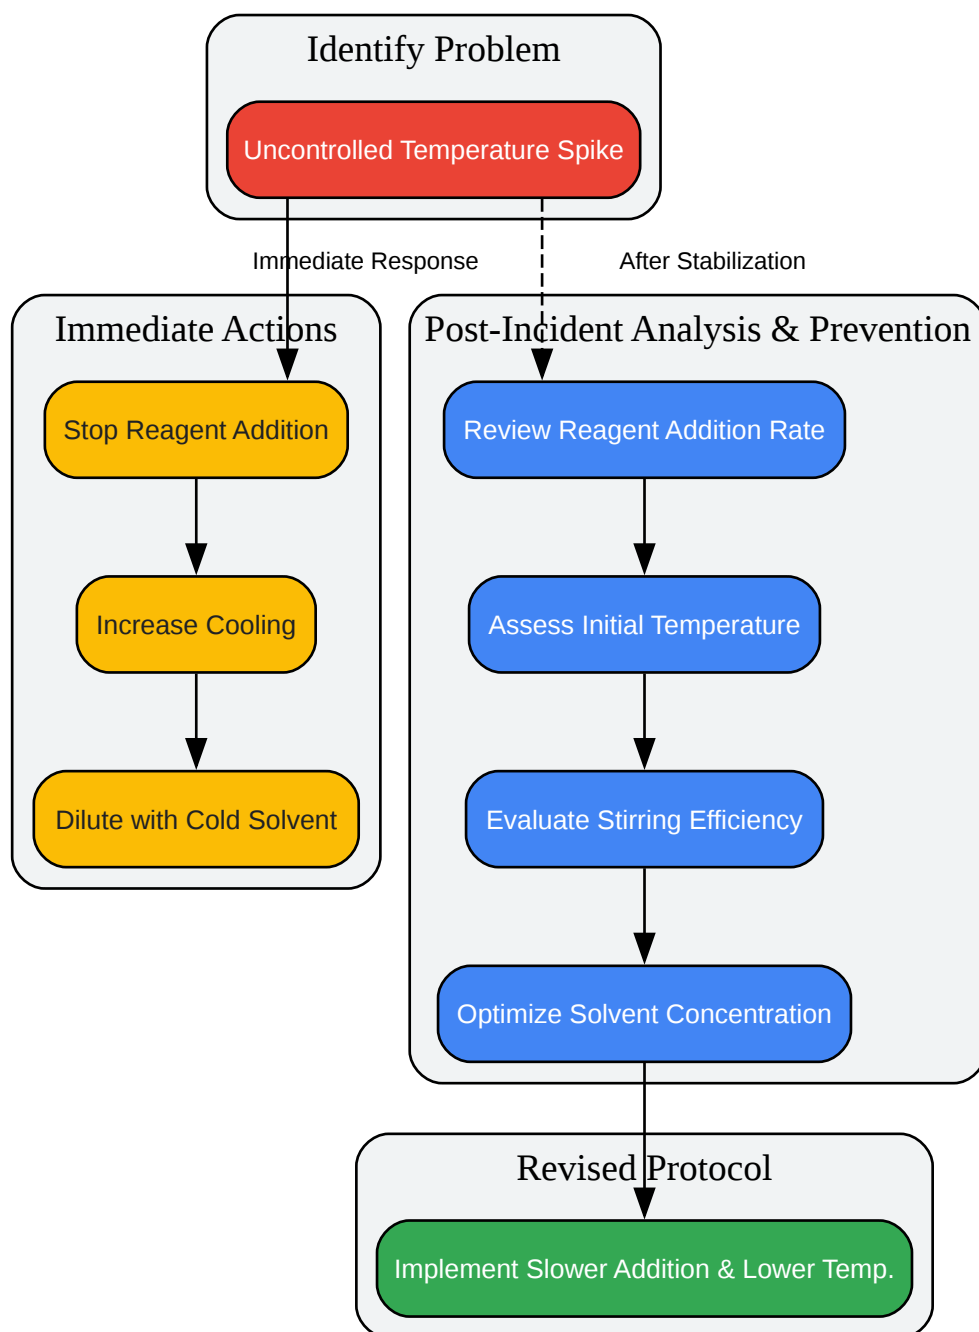 Identify Problem
Uncontrolled Temperature Spike
Immediate Response
After Stabilization
Immediate Actions
Stop Reagent Addition
Increase Cooling
Dilute with Cold Solvent
Post-Incident Analysis & Prevention
Review Reagent Addition Rate
Assess Initial Temperature
Evaluate Stirring Efficiency
Optimize Solvent Concentration
Revised Protocol
Implement Slower Addition & Lower Temp.